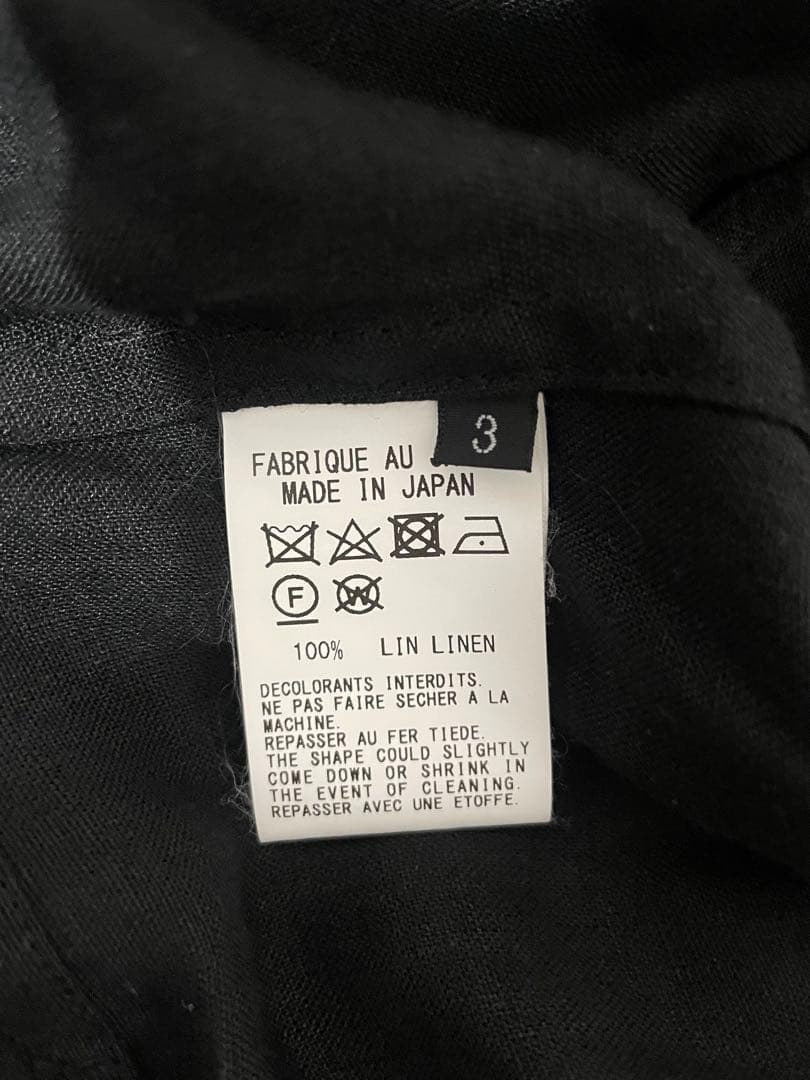 3
FABRIQUE AU
MADE IN JAPAN
F
W
100% LIN LINEN
DECOLORANTS INTERDITS.
NE PAS FAIRE SECHER A LA
MACHINE.
REPASSER AU FER TIEDE.
THE SHAPE COULD SLIGHTLY
COME DOWN OR SHRINK IN
THE EVENT OF CLEANING.
REPASSER AVEC UNE ETOFFE.